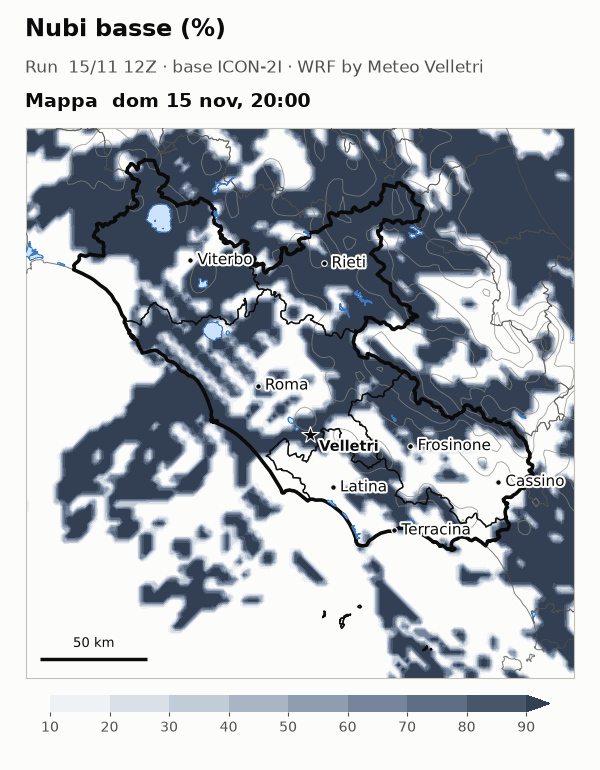 Nubi basse (%)
Run  15/11 12Z · base ICON-2I · WRF by Meteo Velletri
Mappa  dom 15 nov, 20:00
Viterbo
Rieti
Roma
Velletri
Frosinone
Cassino
Latina
Terracina
50 km
10 20 30 40 50 60 70 80 90